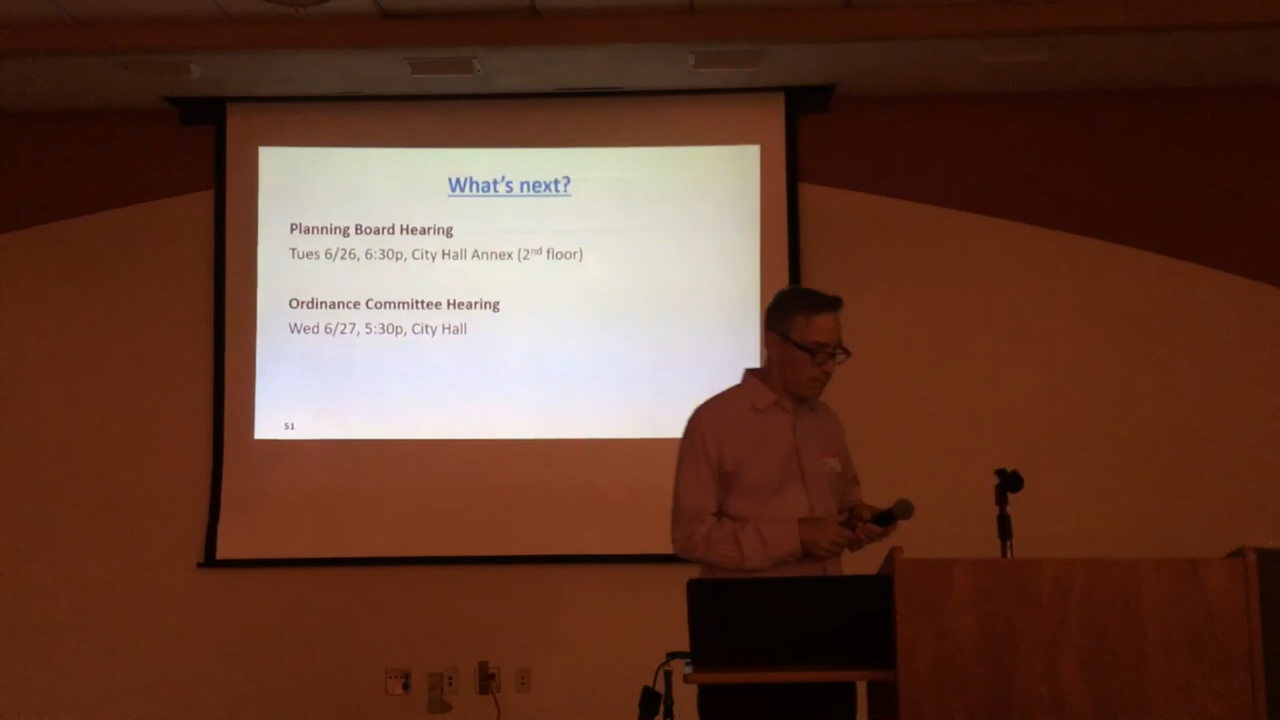 What's next?
Planning Board Hearing
Tues 6/26, 6:30p, City Hall Annex (2nd floor)
Ordinance Committee Hearing
Wed 6/27, 5:30p, City Hall
51